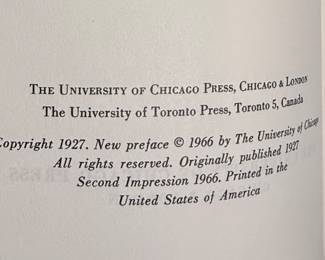 THE UNIVERSITY OF CHICAGO PRESS, CHICAGO & LONDON
The University of Toronto Press, Toronto 5, Canada
Copyright 1927. New preface © 1966 by The University of Chicago
All rights reserved. Originally published 1927
Second Impression 1966. Printed in the
United States of America